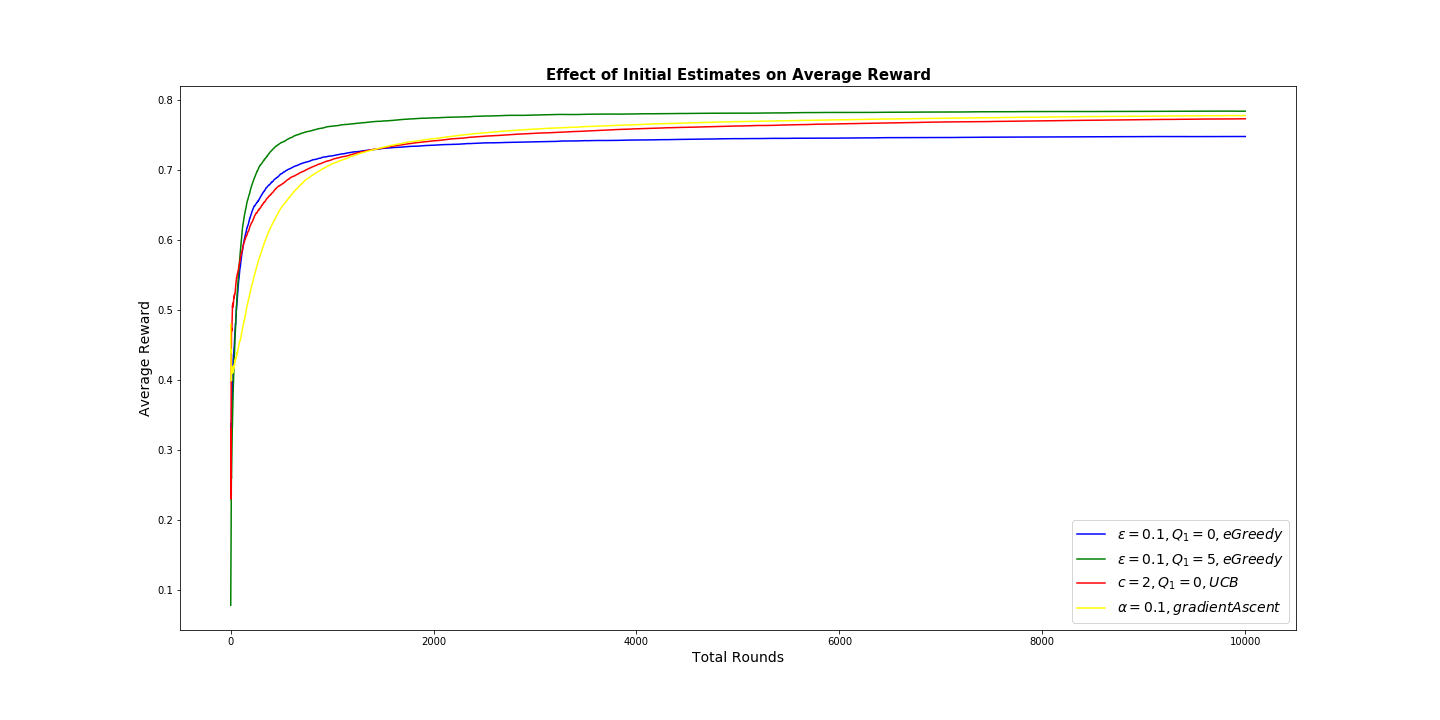 Effect of Initial Estimates on Average Reward
Average Reward
0.8
0.7
0.6
0.5
0.4
0.3
0.2
0.1
0 2000 4000 6000 8000 10000
Total Rounds
ε = 0.1, Q₁ = 0, eGreedy
ε = 0.1, Q₁ = 5, eGreedy
c = 2, Q₁ = 0, UCB
α = 0.1, gradientAscent